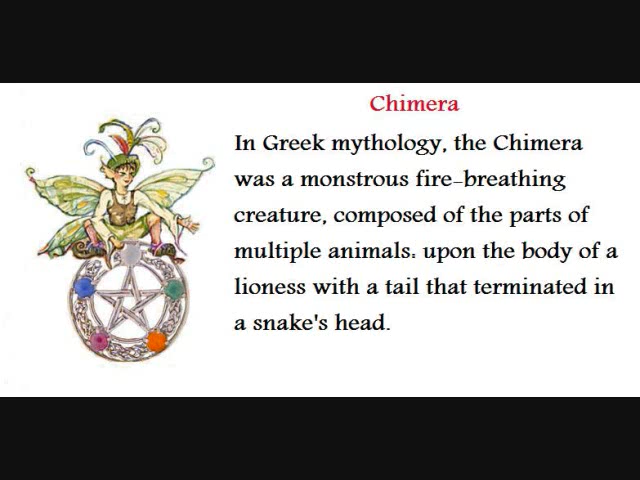 Chimera
In Greek mythology, the Chimera
was a monstrous fire-breathing
creature, composed of the parts of
multiple animals: upon the body of a
lioness with a tail that terminated in
a snake's head.